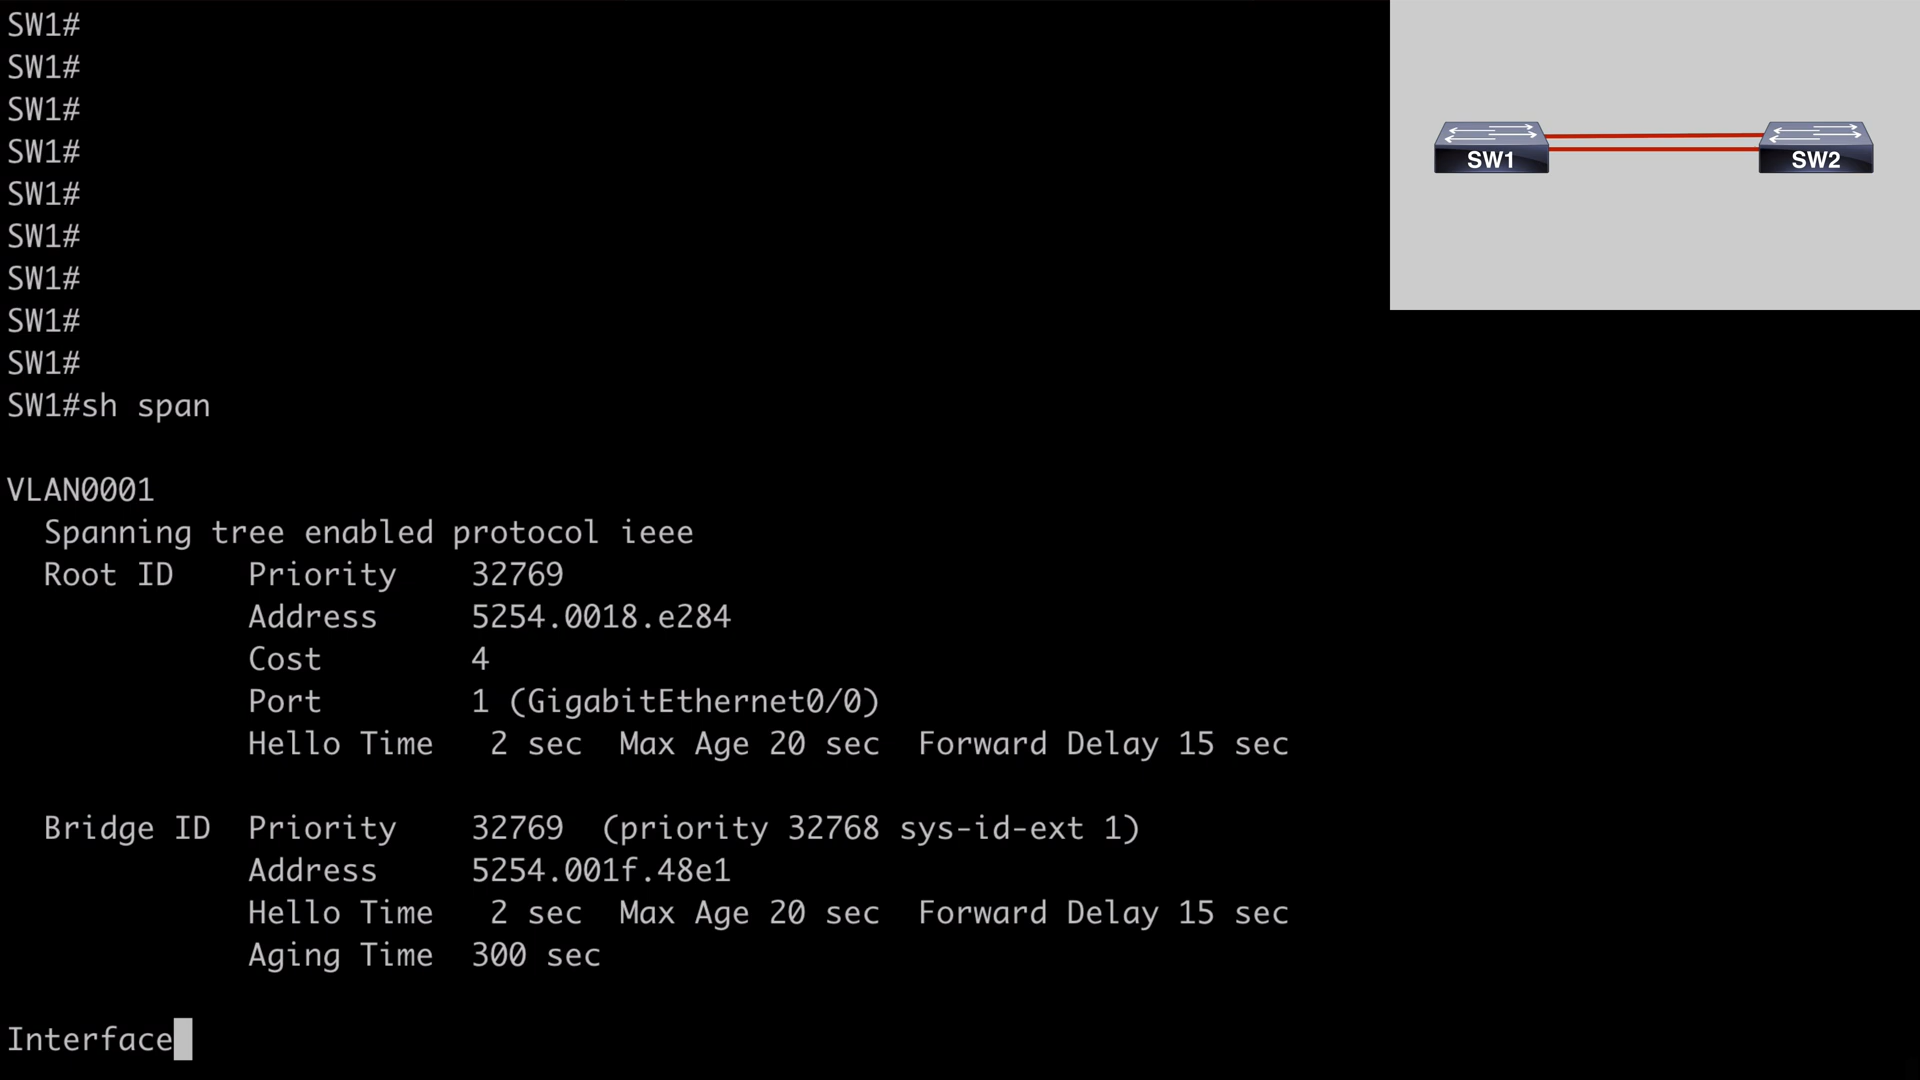 SW1#
SW1#
SW1#
SW1#
SW1#
SW1#
SW1#
SW1#
SW1#
SW1#sh span
VLAN0001
Spanning tree enabled protocol ieee
Root ID Priority 32769
Address 5254.0018.e284
Cost 4
Port 1 (GigabitEthernet0/0)
Hello Time 2 sec Max Age 20 sec Forward Delay 15 sec
Bridge ID Priority 32769 (priority 32768 sys-id-ext 1)
Address 5254.001f.48e1
Hello Time 2 sec Max Age 20 sec Forward Delay 15 sec
Aging Time 300 sec
Interface
SW1
SW2